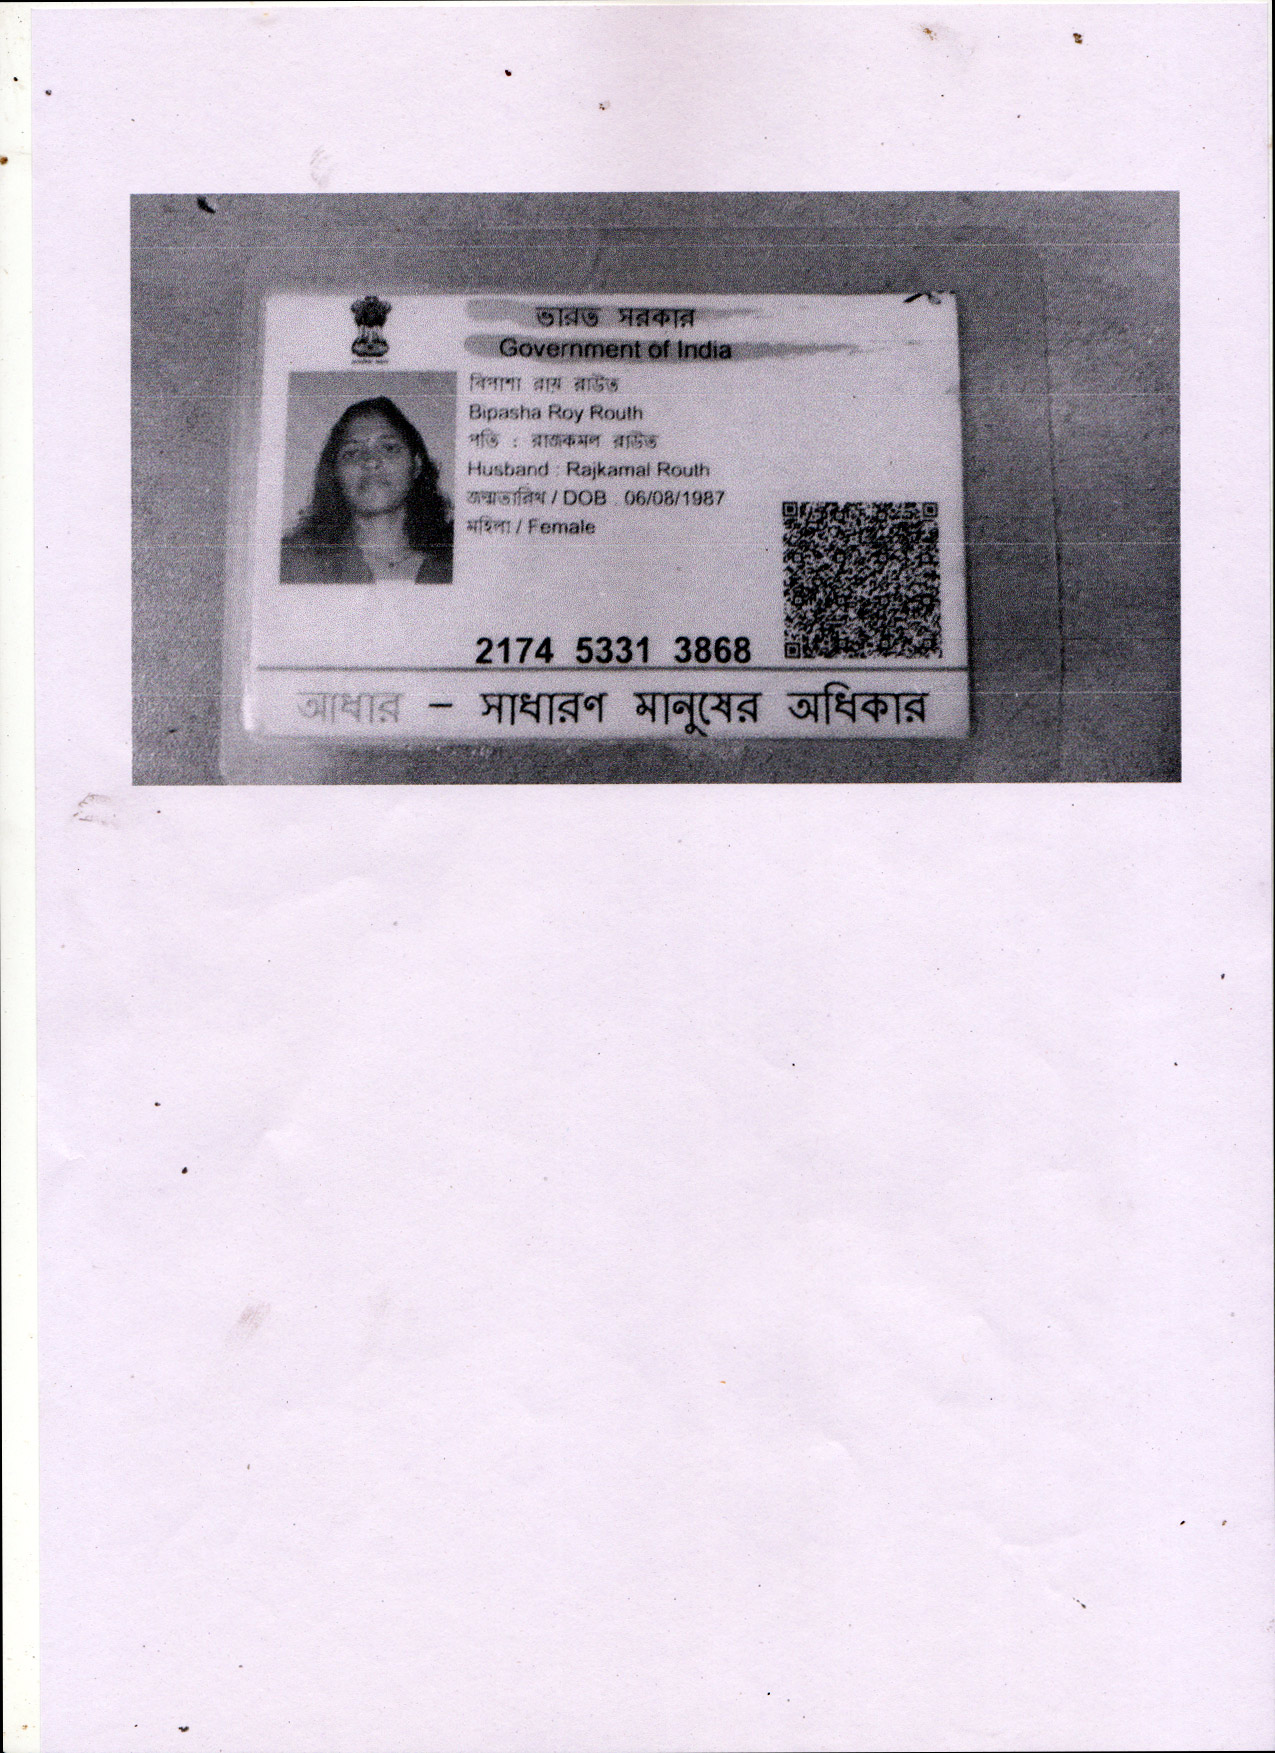 ভারত সরকার
Government of India
বিপাশা রায় রাউত
Bipasha Roy Routh
পতি : রাজকমল রাউত
Husband : Rajkamal Routh
জন্মতারিখ / DOB : 06/08/1987
মহিলা / Female
2174 5331 3868
আধার – সাধারণ মানুষের অধিকার